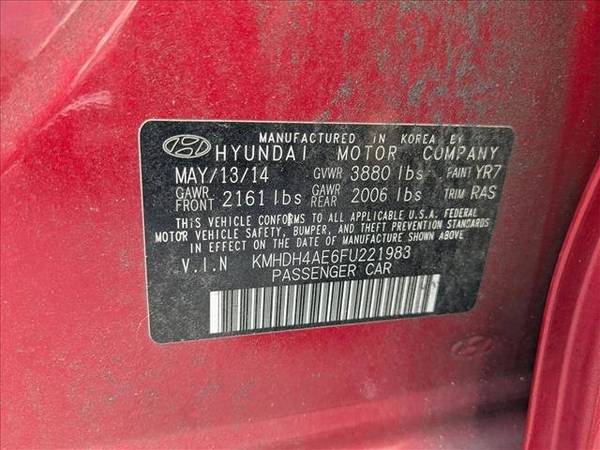 MANUFACTURED IN KOREA BY
HYUNDAI MOTOR COMPANY
MAY/13/14 GVWR 3880 lbs PAINT YR7
GAWR FRONT 2161 lbs GAWR REAR 2006 lbs TRIM RAS
THIS VEHICLE CONFORMS TO ALL APPLICABLE U.S.A. FEDERAL
MOTOR VEHICLE SAFETY, BUMPER, AND THEFT PREVENTION STANDARDS
IN EFFECT ON THE DATE OF MANUFACTURE SHOWN ABOVE.
V.I.N KMHDH4AE6FU221983
PASSENGER CAR